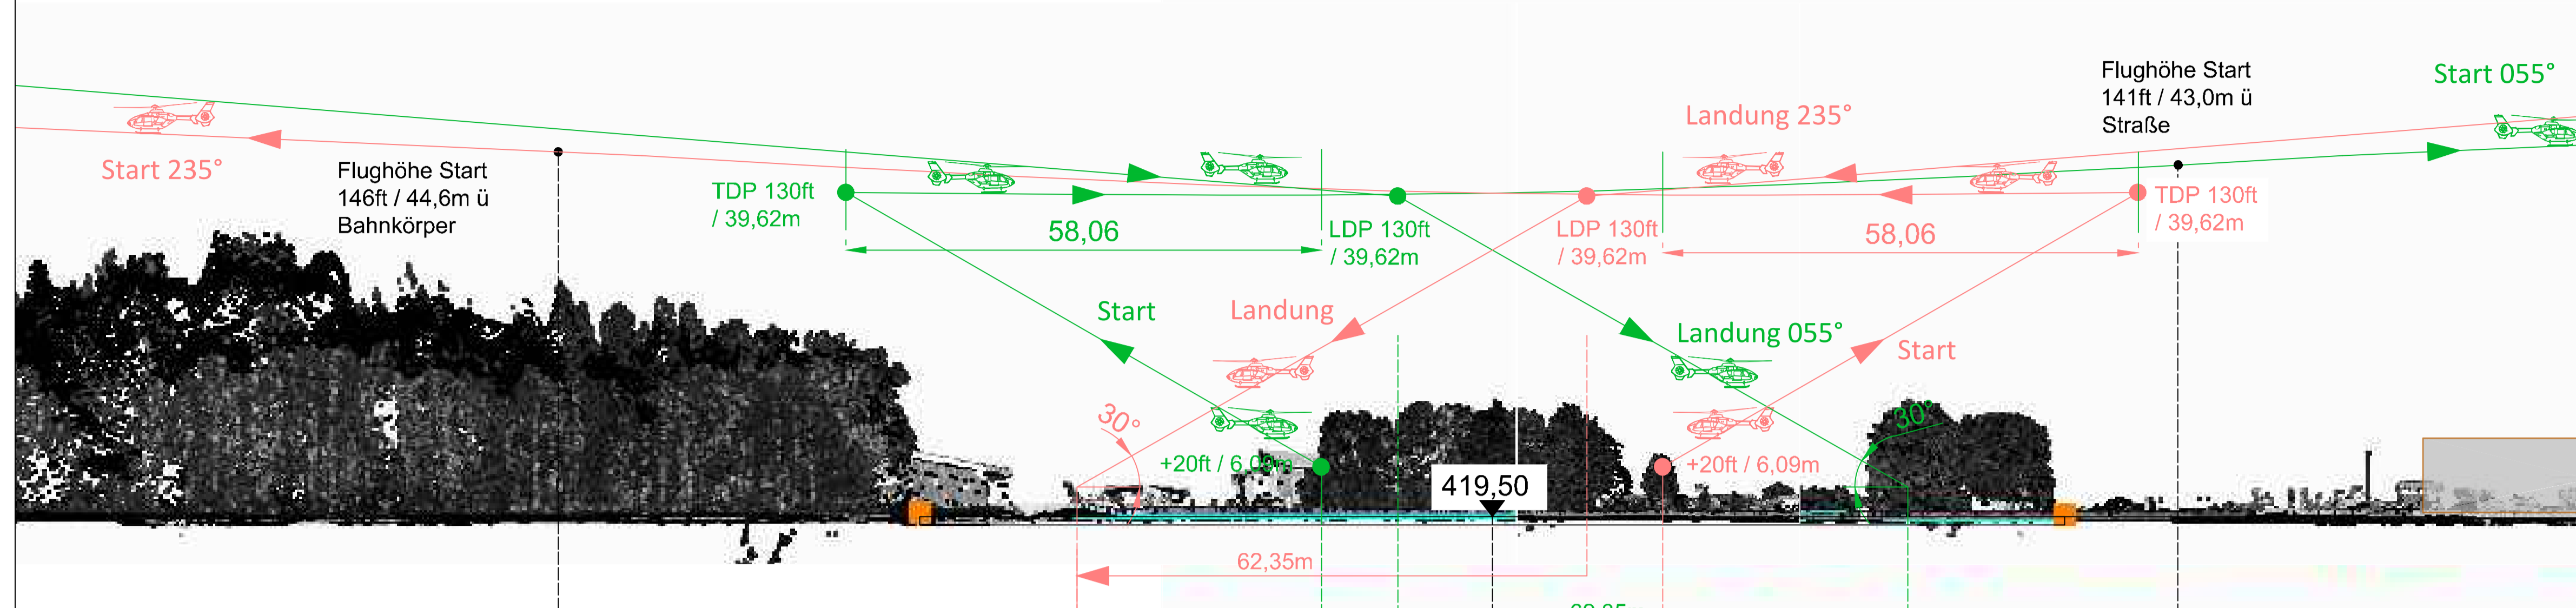 Flughöhe Start
141ft / 43,0m ü
Straße
Start 055°
Landung 235°
Start 235°
Flughöhe Start
146ft / 44,6m ü
Bahnkörper
TDP 130ft
/ 39,62m
58,06
LDP 130ft
/ 39,62m
LDP 130ft
/ 39,62m
58,06
TDP 130ft
/ 39,62m
Start
Landung
Landung 055°
Start
30°
30°
+20ft / 6,09m
+20ft / 6,09m
419,50
62,35m